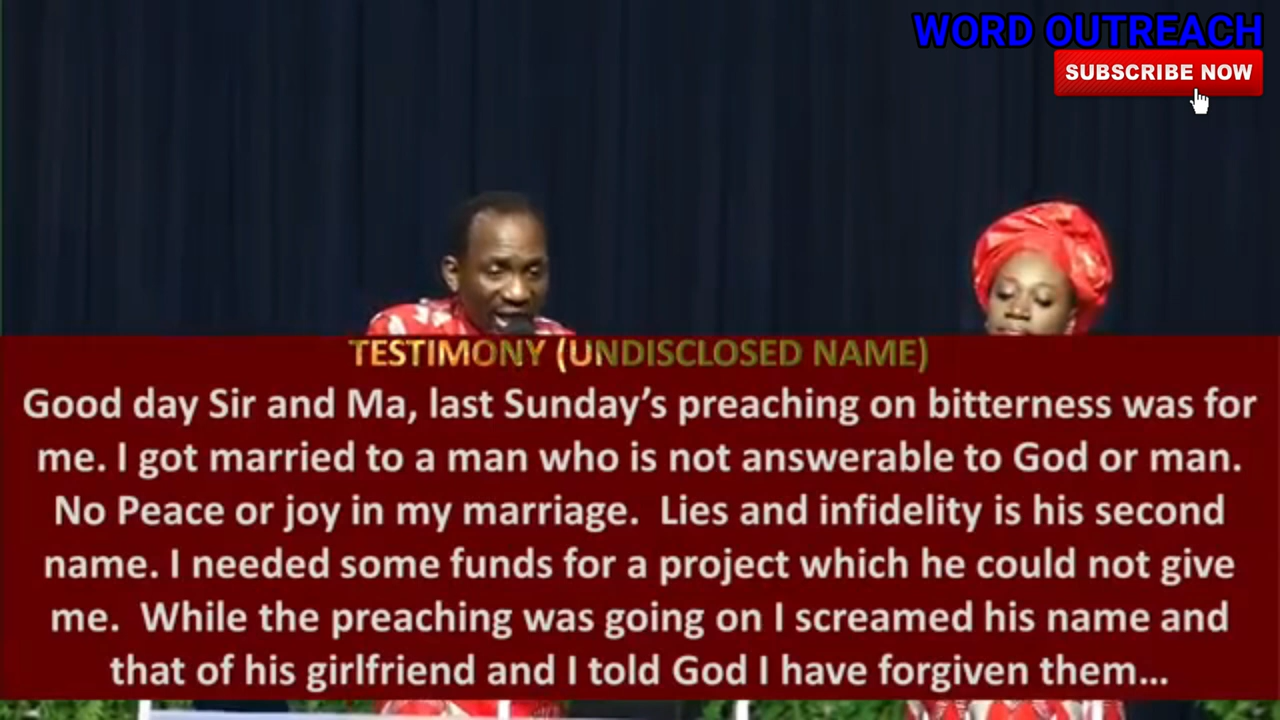 WORD OUTREACH
SUBSCRIBE NOW
TESTIMONY (UNDISCLOSED NAME)
Good day Sir and Ma, last Sunday’s preaching on bitterness was for
me. I got married to a man who is not answerable to God or man.
No Peace or joy in my marriage.  Lies and infidelity is his second
name. I needed some funds for a project which he could not give
me.  While the preaching was going on I screamed his name and
that of his girlfriend and I told God I have forgiven them...